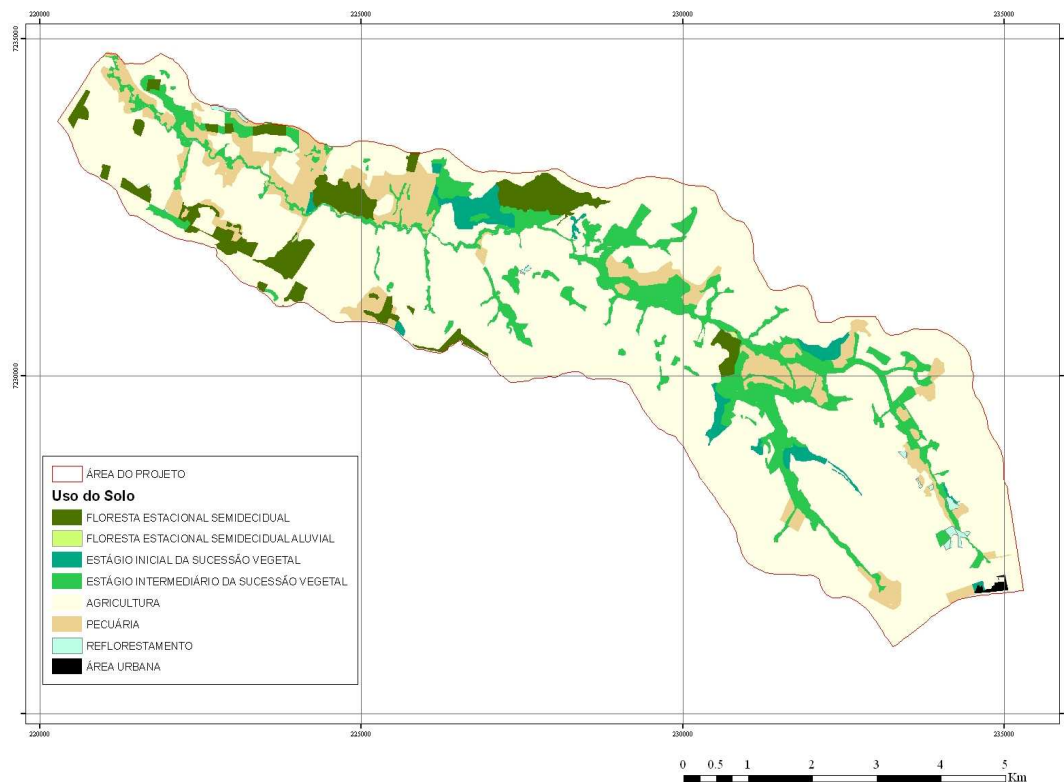 220000 225000 230000 235000
7235000
7230000
ÁREA DO PROJETO
Uso do Solo
FLORESTA ESTACIONAL SEMIDECIDUAL
FLORESTA ESTACIONAL SEMIDECIDUAL ALUVIAL
ESTÁGIO INICIAL DA SUCESSÃO VEGETAL
ESTÁGIO INTERMEDIÁRIO DA SUCESSÃO VEGETAL
AGRICULTURA
PECUÁRIA
REFLORESTAMENTO
ÁREA URBANA
220000 225000 230000 235000
0 0.5 1 2 3 4 5
Km